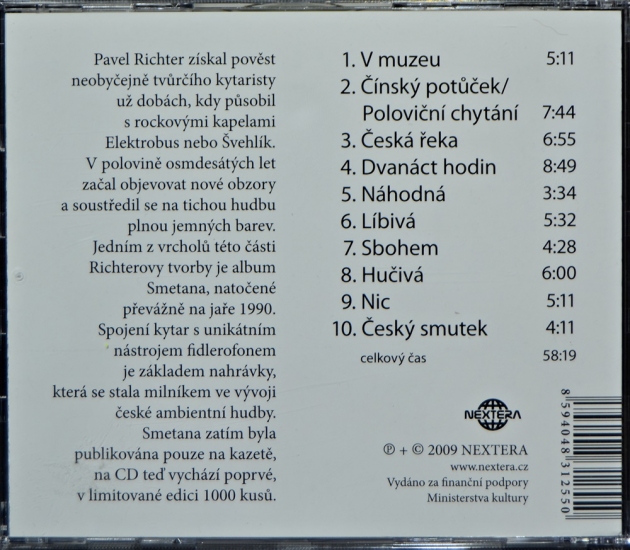 Pavel Richter získal pověst
neobyčejně tvůrčího kytaristy
už dobách, kdy působil
s rockovými kapelami
Elektrobus nebo Švehlík.
V polovině osmdesátých let
začal objevovat nové obzory
a soustředil se na tichou hudbu
plnou jemných barev.
Jedním z vrcholů této části
Richterovy tvorby je album
Smetana, natočené
převážně na jaře 1990.
Spojení kytar s unikátním
nástrojem fidlerofonem
je základem nahrávky,
která se stala milníkem ve vývoji
české ambientní hudby.
Smetana zatím byla
publikována pouze na kazetě,
na CD teď vychází poprvé,
v limitované edici 1000 kusů.
1. V muzeu 5:11
2. Čínský potůček/
Poloviční chytání 7:44
3. Česká řeka 6:55
4. Dvanáct hodin 8:49
5. Náhodná 3:34
6. Líbivá 5:32
7. Sbohem 4:28
8. Hučivá 6:00
9. Nic 5:11
10. Český smutek 4:11
celkový čas 58:19
NEXTERA
℗ + © 2009 NEXTERA
www.nextera.cz
Vydáno za finanční podpory
Ministerstva kultury
8 594048 312550